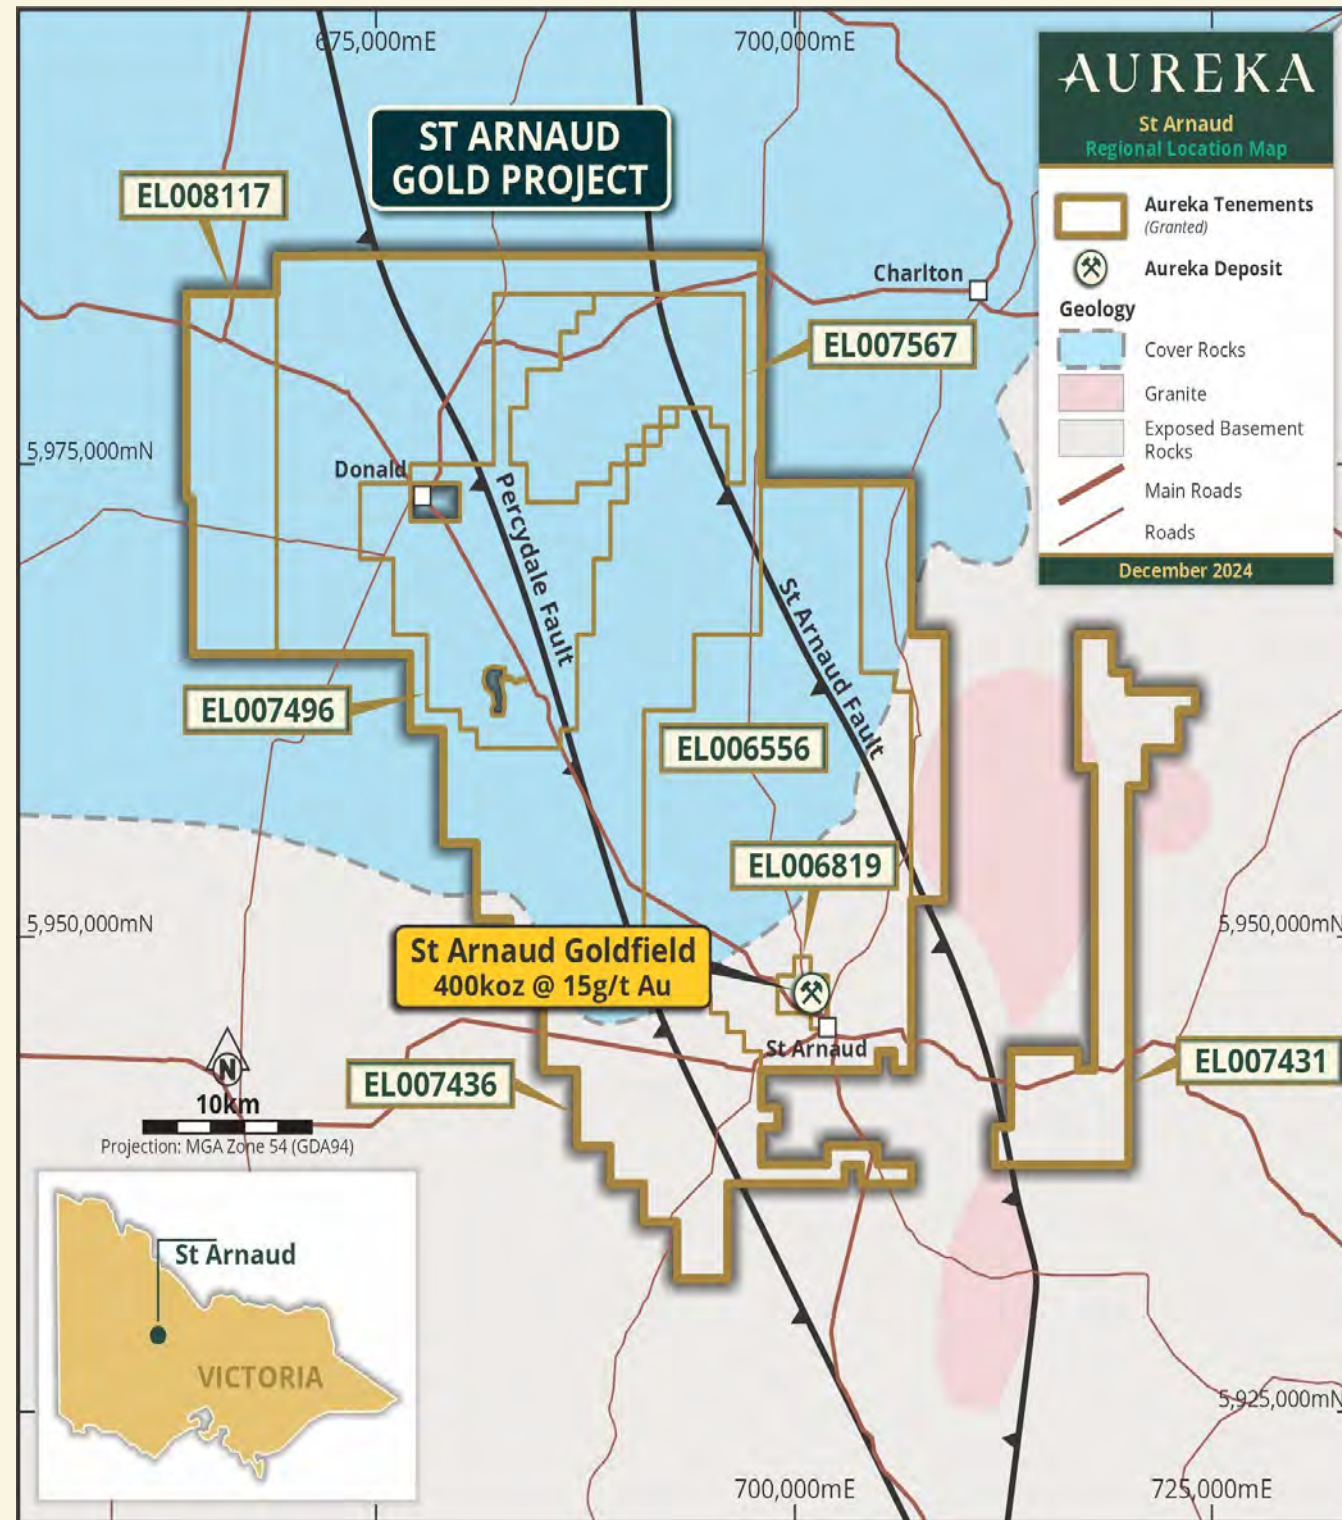 675,000mE
700,000mE
AUREKA
St Arnaud
Regional Location Map
ST ARNAUD
GOLD PROJECT
EL008117
Aureka Tenements
(Granted)
Aureka Deposit
Charlton
Geology
EL007567
Cover Rocks
Granite
Exposed Basement
Rocks
Main Roads
Roads
December 2024
5,975,000mN
Donald
Percydale Fault
St Arnaud Fault
EL007496
EL006556
EL006819
5,950,000mN
5,950,000mN
St Arnaud Goldfield
400koz @ 15g/t Au
St Arnaud
EL007436
EL007431
N
10km
Projection: MGA Zone 54 (GDA94)
St Arnaud
VICTORIA
5,925,000mN
700,000mE
725,000mE